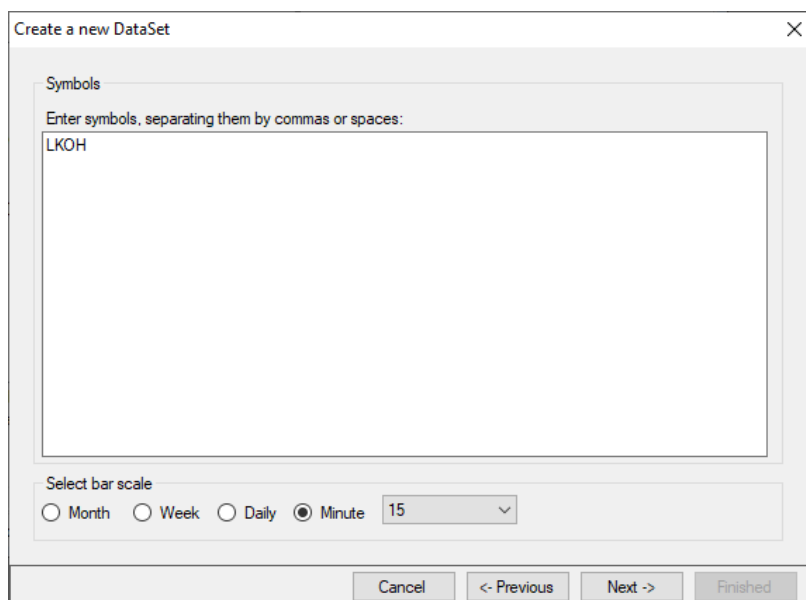 Create a new DataSet
Symbols
Enter symbols, separating them by commas or spaces:
LKOH
Select bar scale
Month Week Daily Minute 15
Cancel <- Previous Next -> Finished